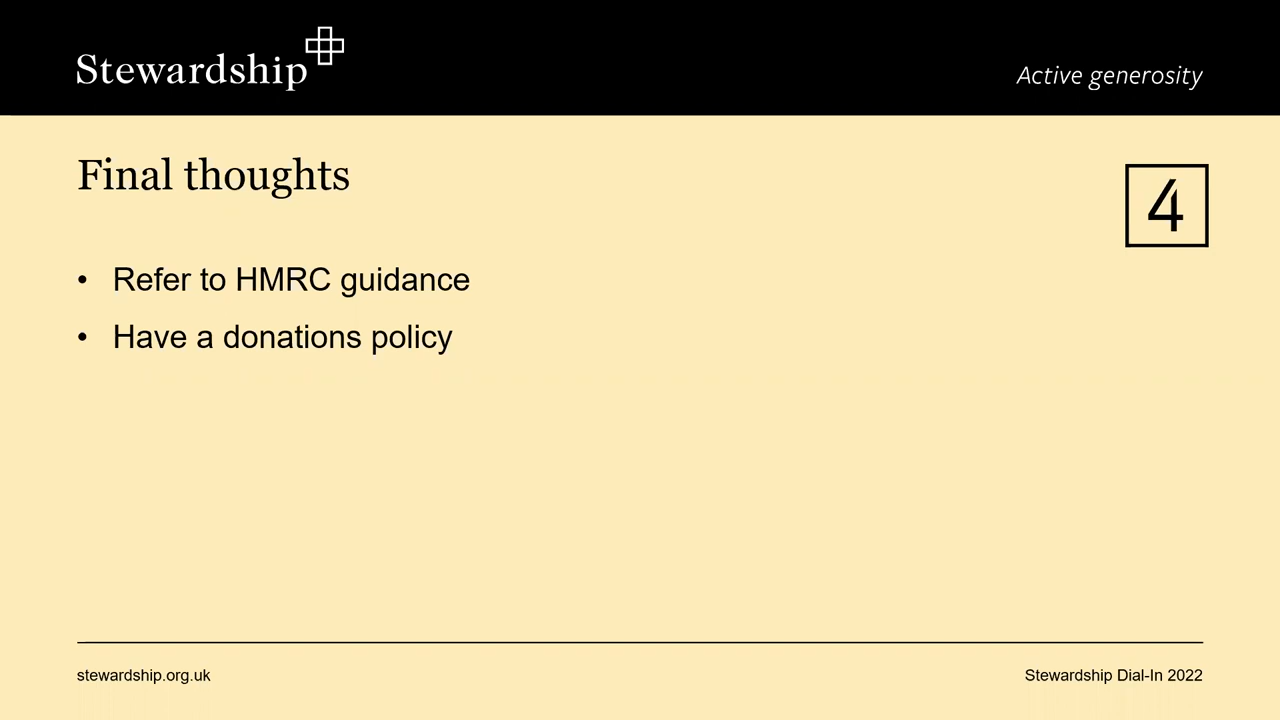 Stewardship
Active generosity
Final thoughts
4
• Refer to HMRC guidance
• Have a donations policy
stewardship.org.uk
Stewardship Dial-In 2022